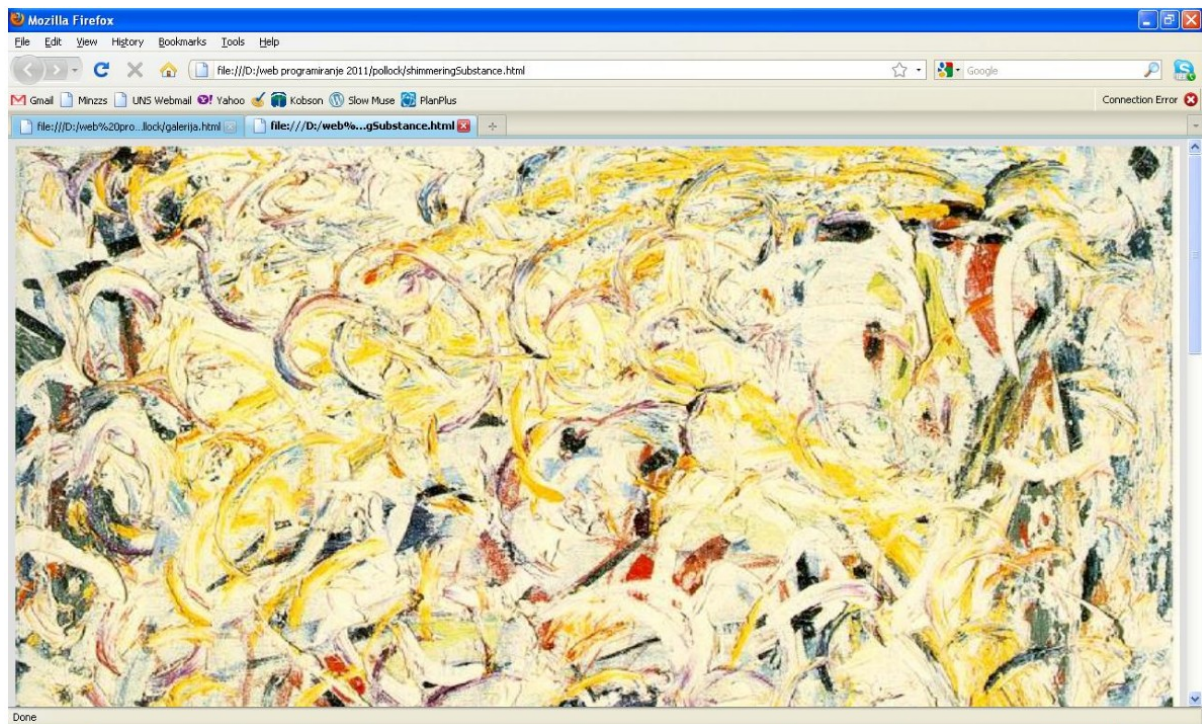 Mozilla Firefox
File Edit View History Bookmarks Tools Help
file:///D:/web programiranje 2011/pollock/shimmeringSubstance.html Google
Gmail Minzzs UNS Webmail Yahoo Kobson Slow Muse PlanPlus Connection Error
file:///D:/web%20pro...llock/galerija.html file:///D:/web%...gSubstance.html
Done